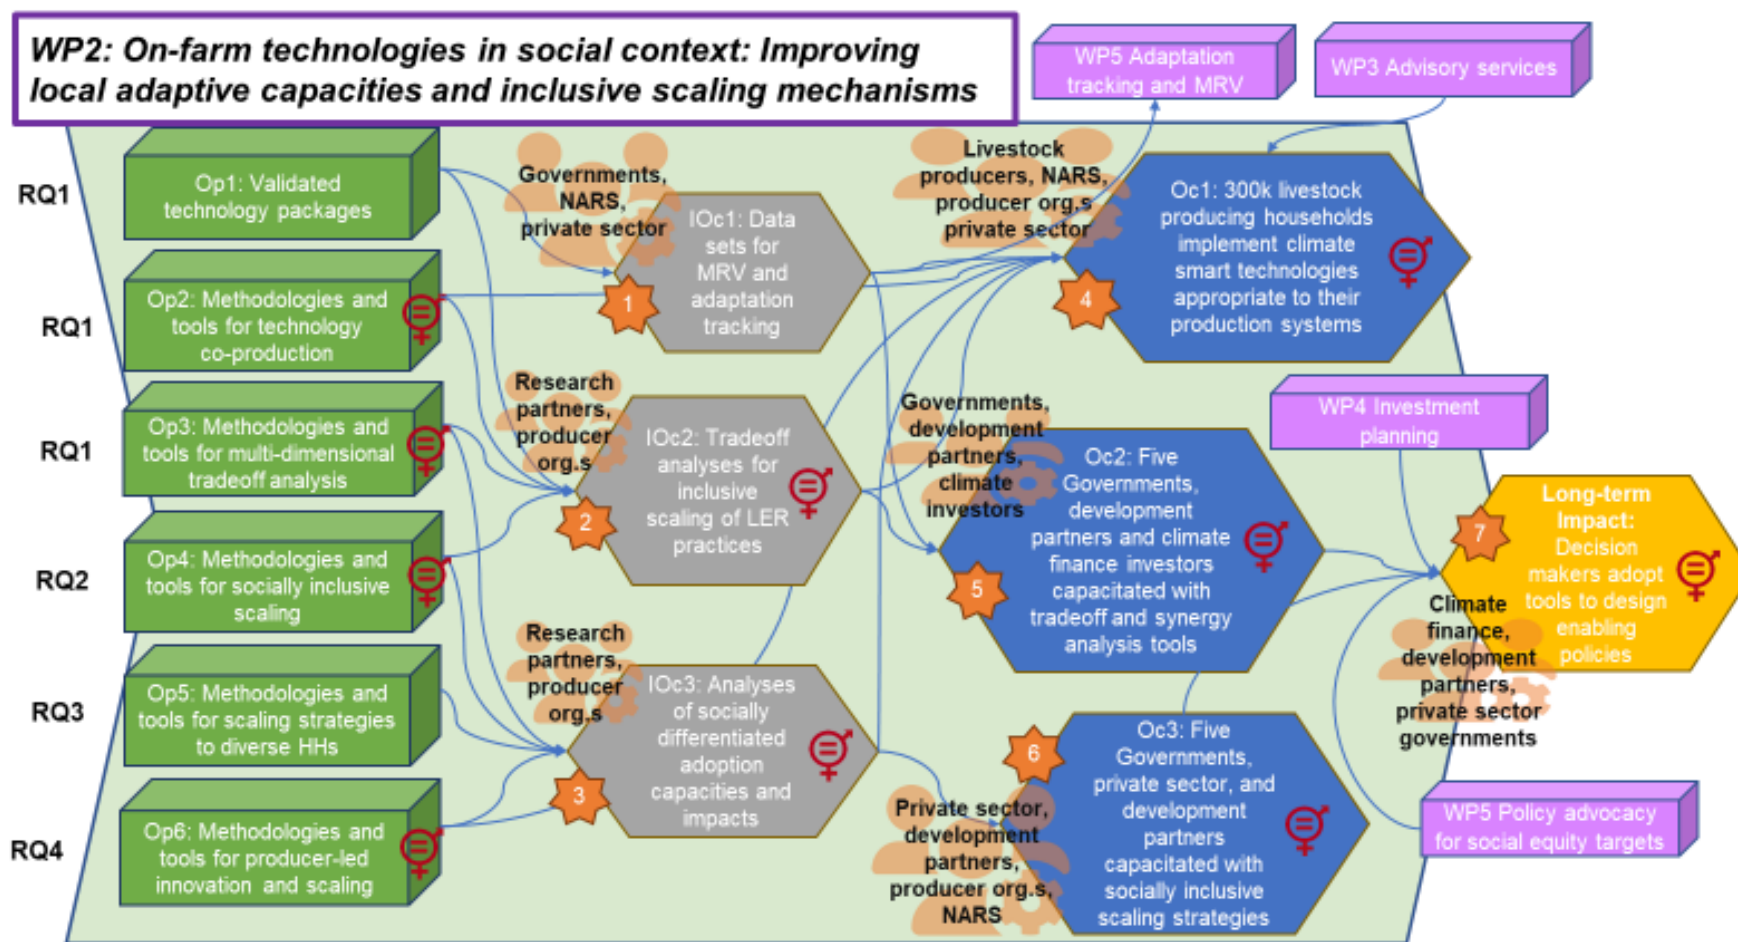 WP2: On-farm technologies in social context: Improving
local adaptive capacities and inclusive scaling mechanisms
WP5 Adaptation
tracking and MRV
WP3 Advisory services
RQ1
Op1: Validated
technology packages
RQ1
Op2: Methodologies and
tools for technology
co-production
RQ1
Op3: Methodologies and
tools for multi-dimensional
tradeoff analysis
RQ2
Op4: Methodologies and
tools for socially inclusive
scaling
RQ3
Op5: Methodologies and
tools for scaling strategies
to diverse HHs
RQ4
Op6: Methodologies and
tools for producer-led
innovation and scaling
Governments,
NARS,
private sector
IOc1: Data
sets for
MRV and
adaptation
tracking
1
Research
partners,
producer
org.s
IOc2: Tradeoff
analyses for
inclusive
scaling of LER
practices
2
Research
partners,
producer
org.s
IOc3: Analyses
of socially
differentiated
adoption
capacities and
impacts
3
Livestock
producers, NARS,
producer org.s
private sector
Oc1: 300k livestock
producing households
implement climate
smart technologies
appropriate to their
production systems
4
Governments,
development
partners,
climate
investors
Oc2: Five
Governments,
development
partners and climate
finance investors
capacitated with
tradeoff and synergy
analysis tools
5
Private sector,
development
partners,
producer org.s,
NARS
Oc3: Five
Governments,
private sector, and
development
partners
capacitated with
socially inclusive
scaling strategies
6
WP4 Investment
planning
Long-term
Impact:
Decision
makers adopt
tools to design
enabling
policies
7
Climate
finance,
development
partners,
private sector
governments
WP5 Policy advocacy
for social equity targets